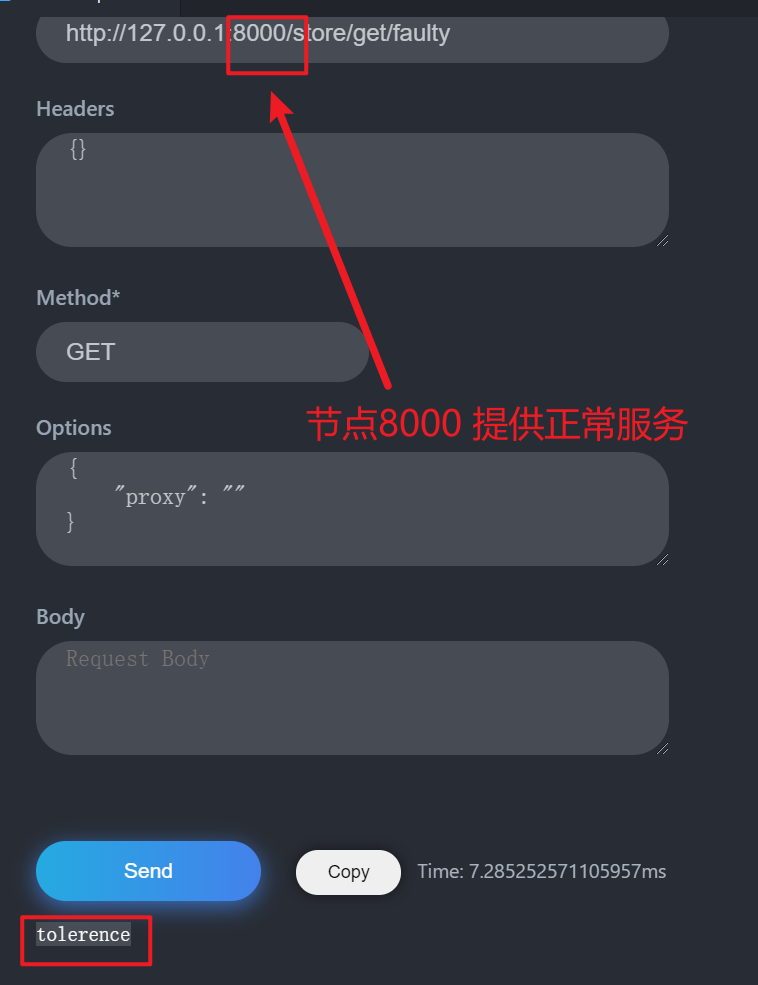 http://127.0.0.1:8000/store/get/faulty
Headers
{}
Method*
GET
节点8000 提供正常服务
Options
{
"proxy": ""
}
Body
Request Body
Send
Copy
Time: 7.285252571105957ms
tolerence